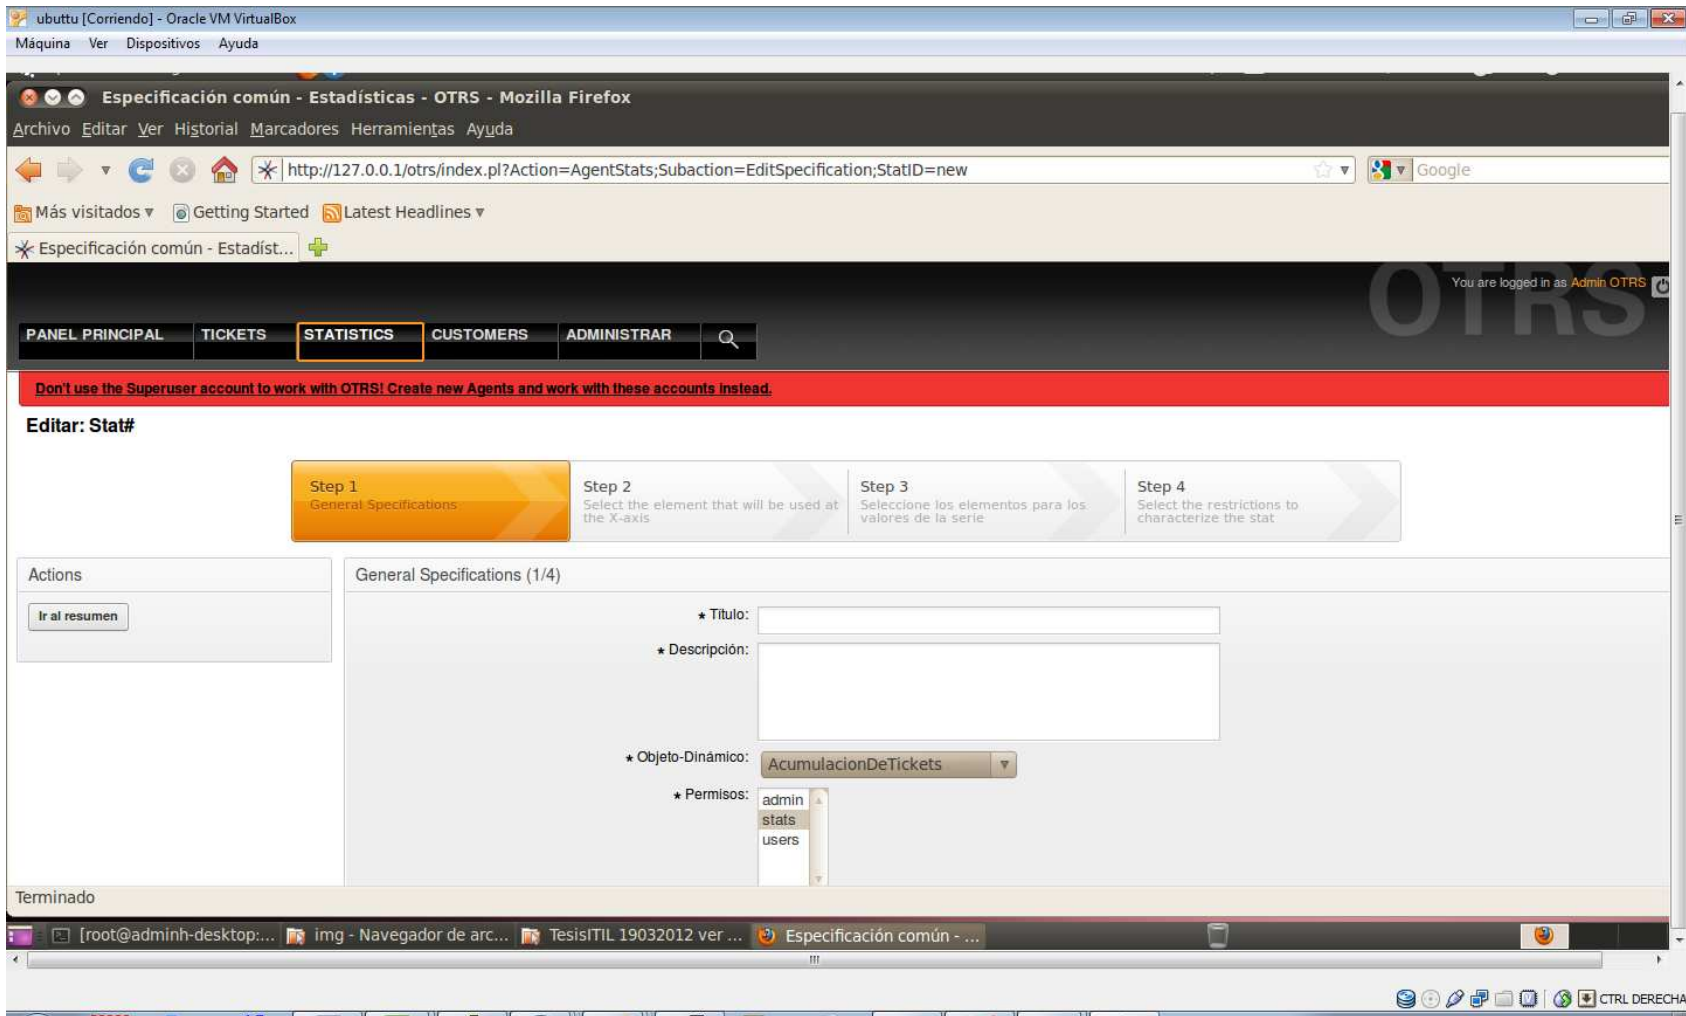 ubuttu [Corriendo] - Oracle VM VirtualBox
Máquina Ver Dispositivos Ayuda
Especificación común - Estadísticas - OTRS - Mozilla Firefox
Archivo Editar Ver Historial Marcadores Herramientas Ayuda
http://127.0.0.1/otrs/index.pl?Action=AgentStats;Subaction=EditSpecification;StatID=new
Google
Más visitados Getting Started Latest Headlines
Especificación común - Estadíst...
OTRS
You are logged in as Admin OTRS
PANEL PRINCIPAL TICKETS STATISTICS CUSTOMERS ADMINISTRAR
Don't use the Superuser account to work with OTRS! Create new Agents and work with these accounts instead.
Editar: Stat#
Step 1
General Specifications
Step 2
Select the element that will be used at
the X-axis
Step 3
Seleccione los elementos para los
valores de la serie
Step 4
Select the restrictions to
characterize the stat
Actions
Ir al resumen
General Specifications (1/4)
★ Título:
★ Descripción:
★ Objeto-Dinámico:
AcumulacionDeTickets
★ Permisos:
admin
stats
users
Terminado
[root@adminh-desktop:... img - Navegador de arc... TesisITIL 19032012 ver ... Especificación común - ...
CTRL DERECHA